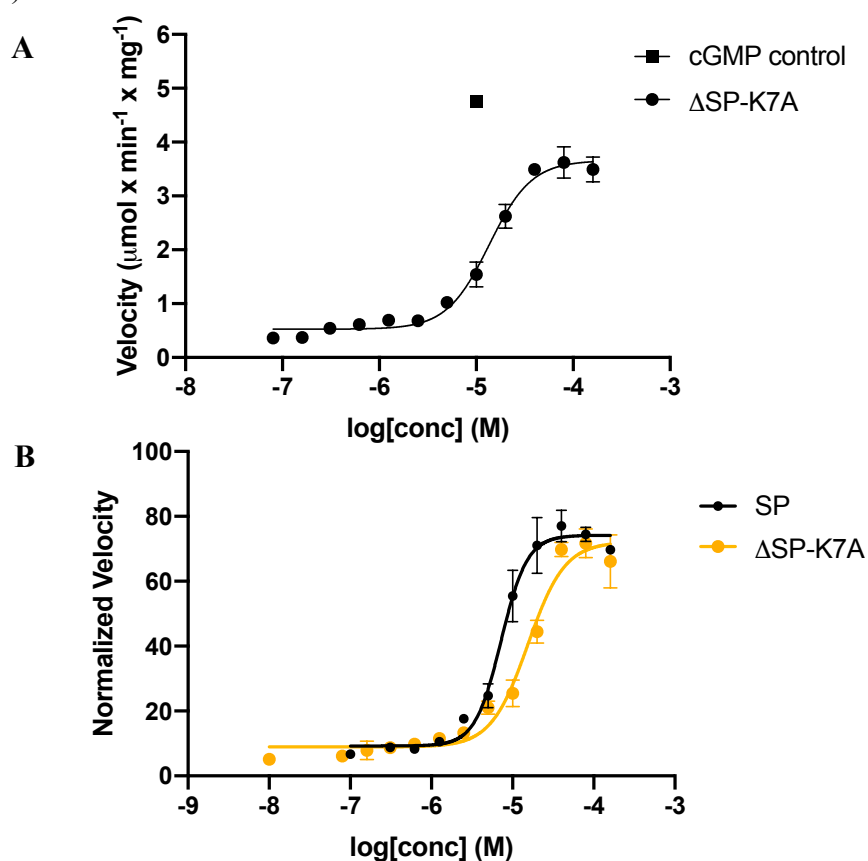 )
A
Velocity (μmol x min⁻¹ x mg⁻¹)
6
5
4
3
2
1
0
-8
-7
-6
-5
-4
-3
log[conc] (M)
cGMP control
ΔSP-K7A
B
Normalized Velocity
100
80
60
40
20
0
-9
-8
-7
-6
-5
-4
-3
log[conc] (M)
SP
ΔSP-K7A